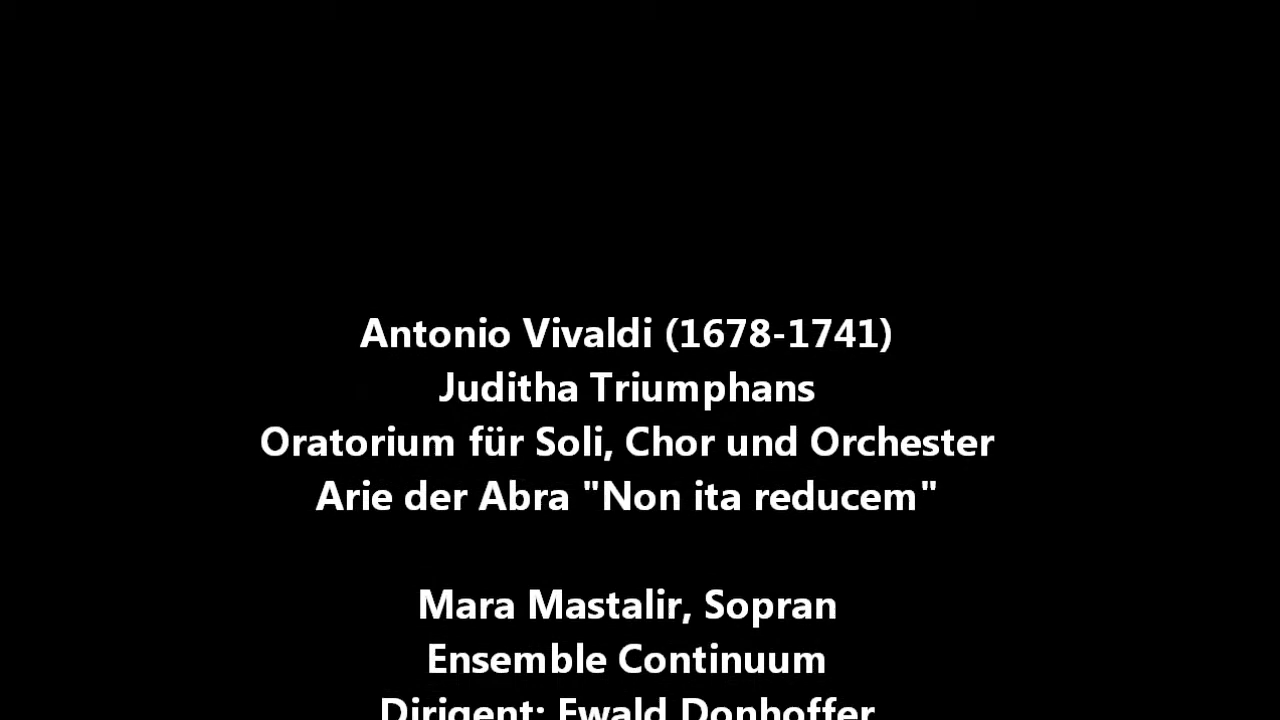 Antonio Vivaldi (1678-1741)
Juditha Triumphans
Oratorium für Soli, Chor und Orchester
Arie der Abra "Non ita reducem"
Mara Mastalir, Sopran
Ensemble Continuum
Dirigent: Ewald Donhoffer